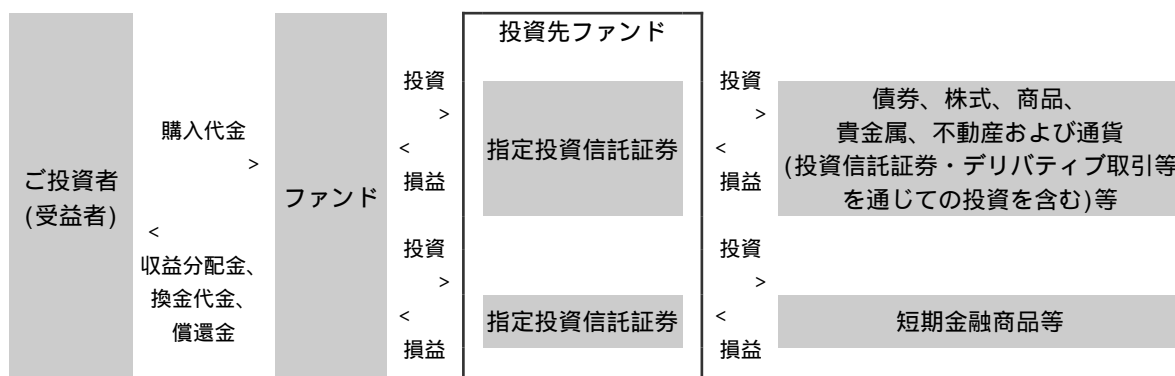 投資先ファンド
ご投資者
(受益者)
購入代金
>
<
収益分配金、
換金代金、
償還金
ファンド
投資
>
<
損益
指定投資信託証券
投資
>
<
損益
債券、株式、商品、
貴金属、不動産および通貨
(投資信託証券・デリバティブ取引等
を通じての投資を含む)等
投資
>
<
損益
指定投資信託証券
投資
>
<
損益
短期金融商品等